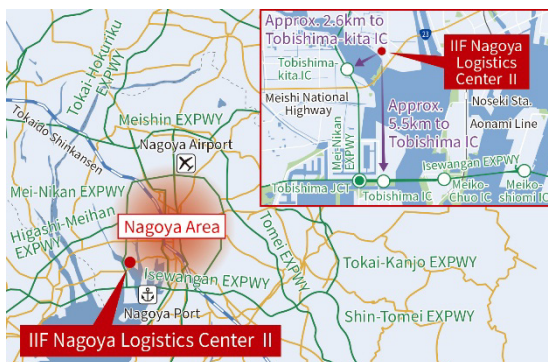 Tokai-Hokuriku
EXPWY
Tokaido Shinkansen
Meishin EXPWY
Nagoya Airport
Mei-Nikan EXPWY
Higashi-Meihan
EXPWY
Nagoya Area
Isewangan EXPWY
Nagoya Port
Tomei EXPWY
Tokai-Kanjo EXPWY
Shin-Tomei EXPWY
IIF Nagoya Logistics Center II
Approx. 2.6km to
Tobishima-kita IC
23
IIF Nagoya
Logistics
Center II
Tobishima-
kita IC
Meishi National
Highway
Mei-Nikan EXPWY
Approx.
5.5km to
Tobishima IC
Noseki Sta.
Aonami Line
Isewangan EXPWY
Tobishima JCT
Tobishima IC
Meiko-
Chuo IC
Meiko-
shiomi IC